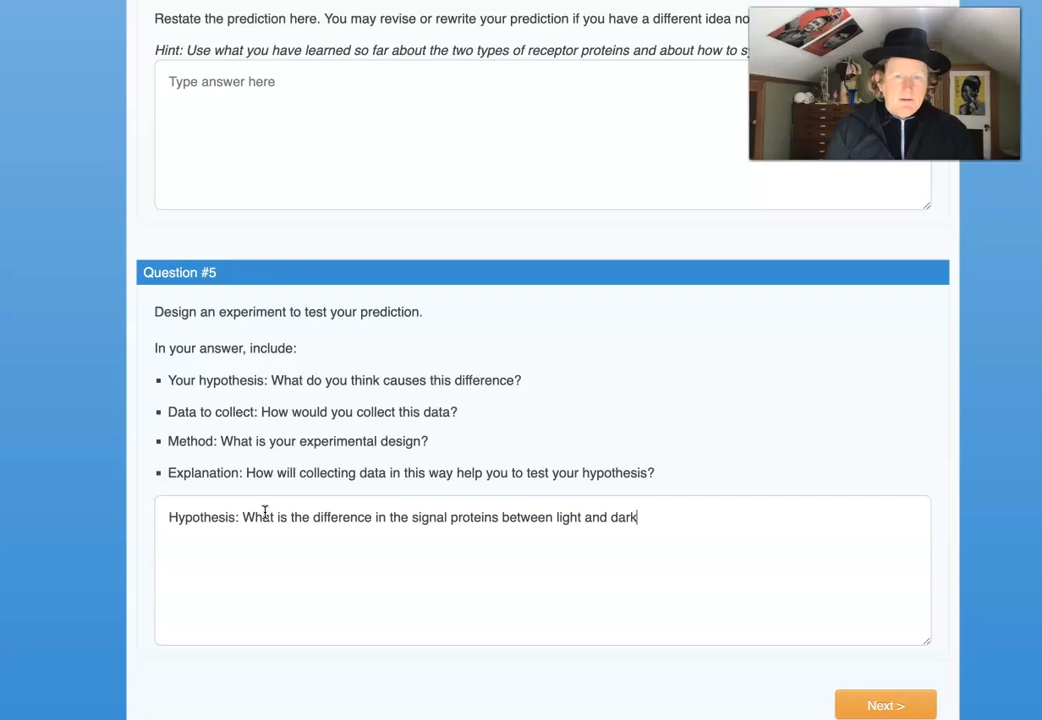 Restate the prediction here. You may revise or rewrite your prediction if you have a different idea no
Hint: Use what you have learned so far about the two types of receptor proteins and about how to s
Type answer here
Question #5
Design an experiment to test your prediction.
In your answer, include:
▪ Your hypothesis: What do you think causes this difference?
▪ Data to collect: How would you collect this data?
▪ Method: What is your experimental design?
▪ Explanation: How will collecting data in this way help you to test your hypothesis?
Hypothesis: What is the difference in the signal proteins between light and dark
Next >